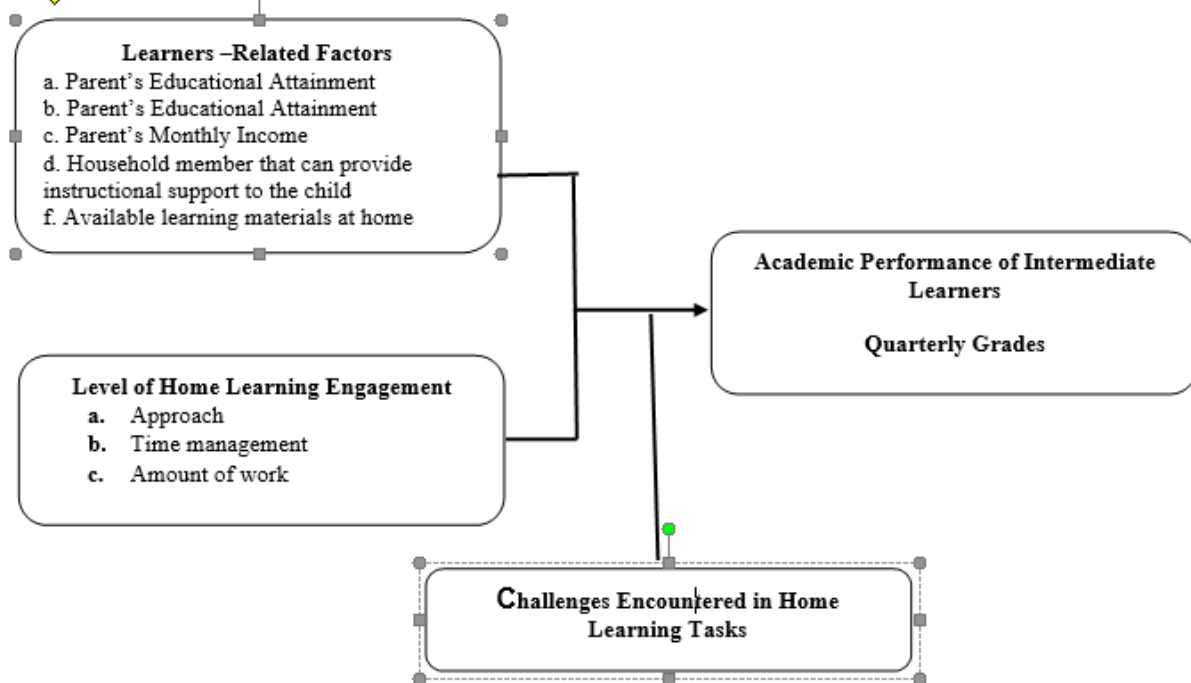 Learners –Related Factors
a. Parent's Educational Attainment
b. Parent's Educational Attainment
c. Parent's Monthly Income
d. Household member that can provide
instructional support to the child
f. Available learning materials at home
Academic Performance of Intermediate
Learners
Quarterly Grades
Level of Home Learning Engagement
a. Approach
b. Time management
c. Amount of work
Challenges Encountered in Home
Learning Tasks